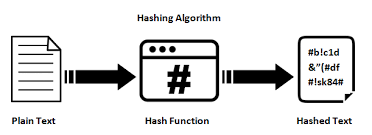 Hashing Algorithm
#
#b!c1d
&"(#df
#!sk84#
Plain Text
Hash Function
Hashed Text